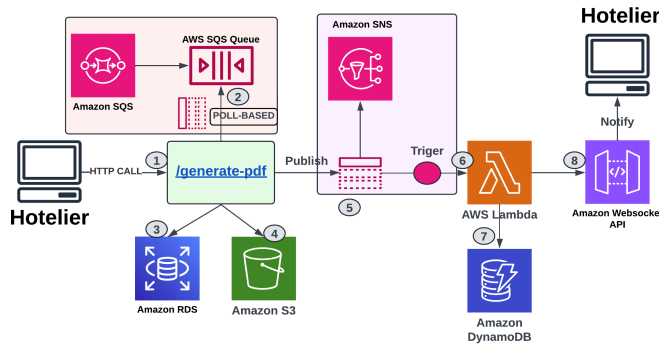 Hotelier
Amazon SNS
AWS SQS Queue
Amazon SQS
2
POLL-BASED
Notify
1
HTTP CALL
/generate-pdf
Publish
Triger
6
8
Hotelier
5
AWS Lambda
Amazon Websocke
API
3
4
7
Amazon RDS
Amazon S3
Amazon
DynamoDB